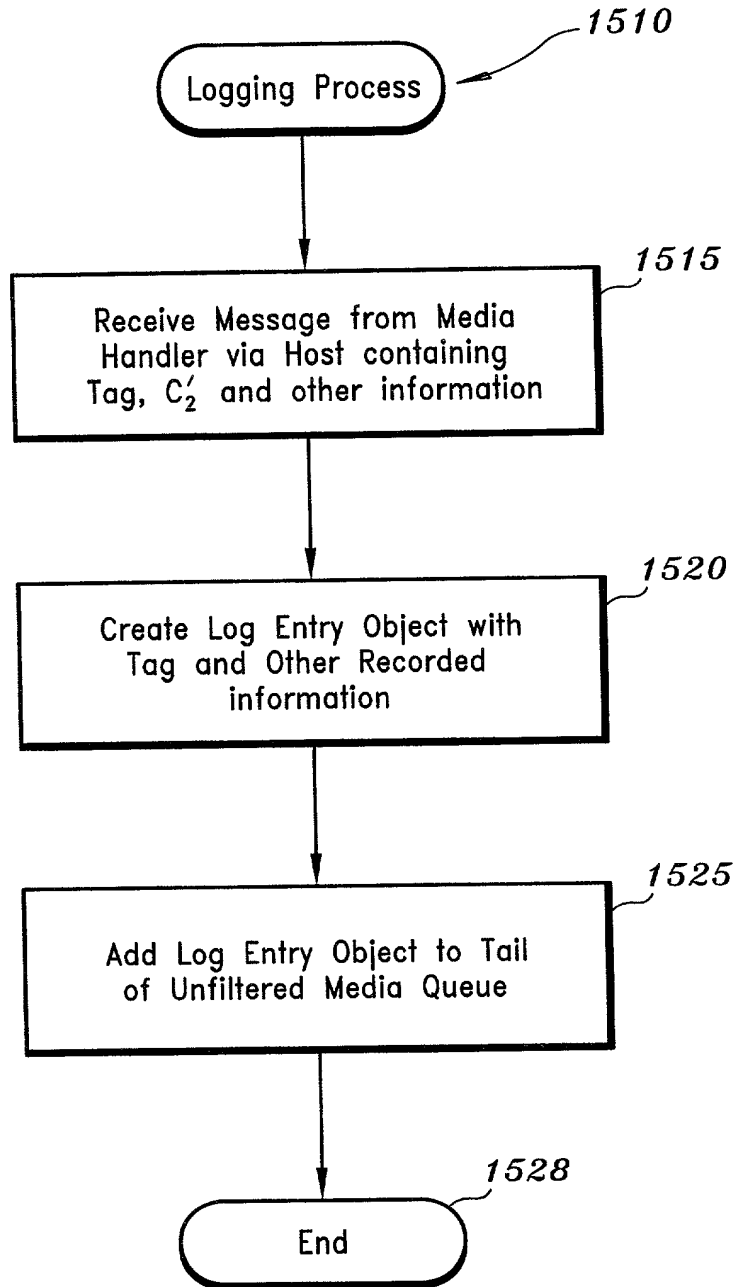 1510
Logging Process
1515
Receive Message from Media
Handler via Host containing
Tag, C₂′ and other information
1520
Create Log Entry Object with
Tag and Other Recorded
information
1525
Add Log Entry Object to Tail
of Unfiltered Media Queue
1528
End